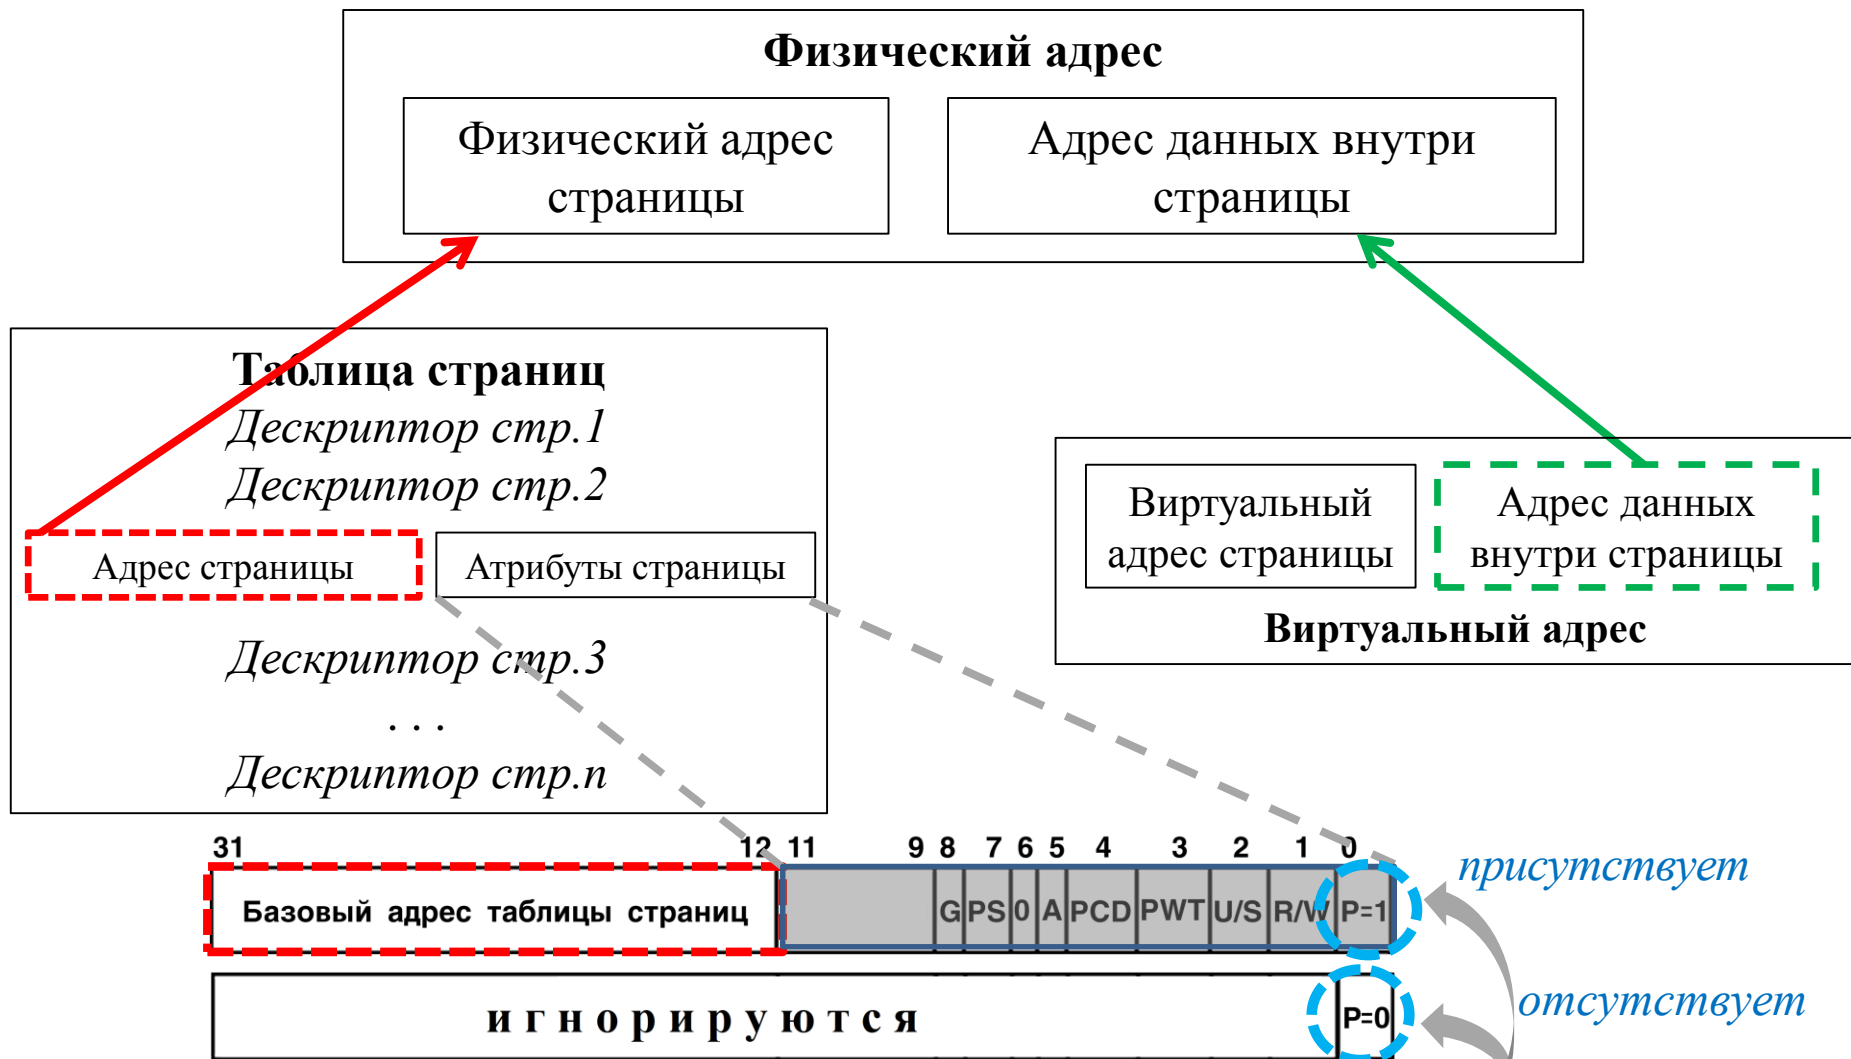 Физический адрес
Физический адрес
страницы
Адрес данных внутри
страницы
Таблица страниц
Дескриптор стр.1
Дескриптор стр.2
Адрес страницы
Атрибуты страницы
Дескриптор стр.3
. . .
Дескриптор стр.n
Виртуальный
адрес страницы
Адрес данных
внутри страницы
Виртуальный адрес
31 12 11 9 8 7 6 5 4 3 2 1 0
Базовый адрес таблицы страниц G PS 0 A PCD PWT U/S R/W P=1
присутствует
игнорируются P=0
отсутствует